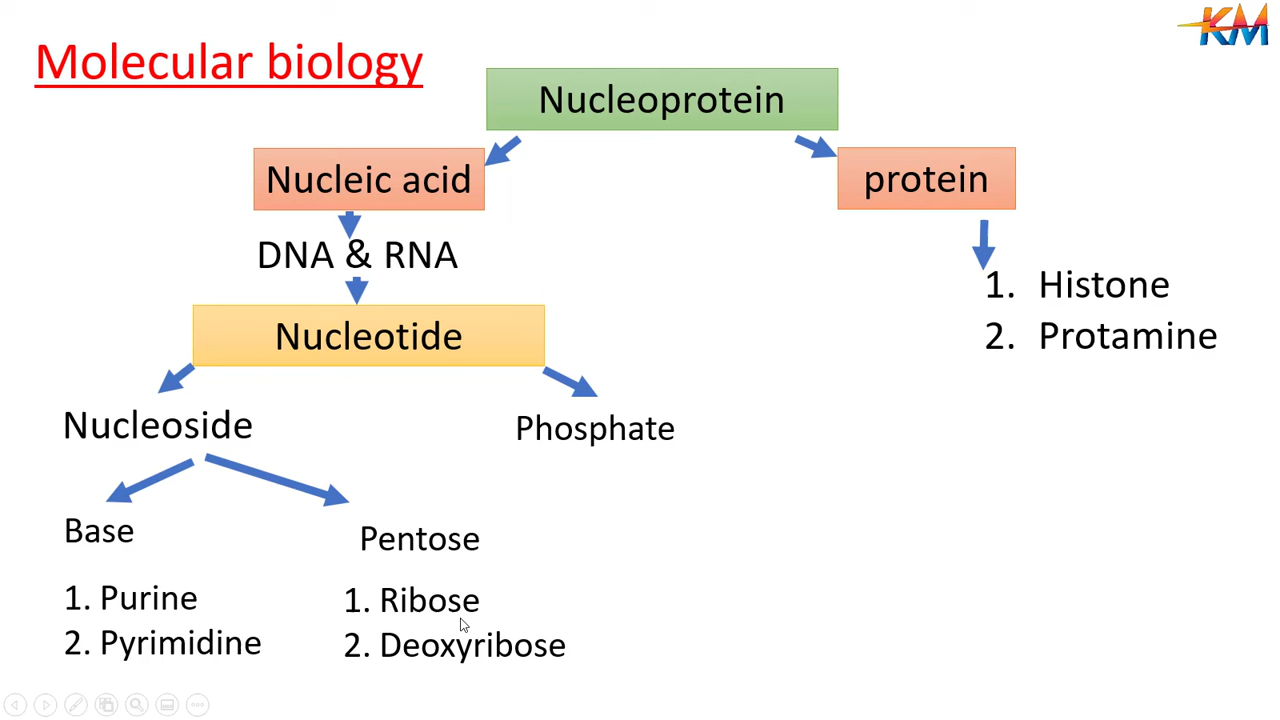 Molecular biology
KM
Nucleoprotein
Nucleic acid
protein
DNA & RNA
1. Histone
2. Protamine
Nucleotide
Nucleoside
Phosphate
Base
Pentose
1. Purine
2. Pyrimidine
1. Ribose
2. Deoxyribose